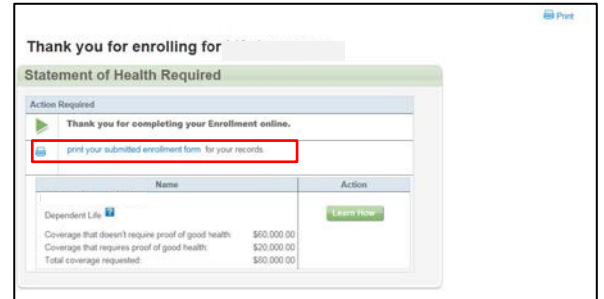 Print
Thank you for enrolling for
Statement of Health Required
Action Required
Thank you for completing your Enrollment online.
print your submitted enrollment form for your records.
Name Action
Dependent Life ?
Learn How
Coverage that doesn't require proof of good health: $60,000.00
Coverage that requires proof of good health: $20,000.00
Total coverage requested: $80,000.00